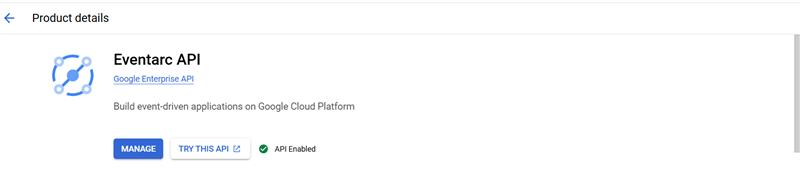 Product details
Eventarc API
Google Enterprise API
Build event-driven applications on Google Cloud Platform
MANAGE TRY THIS API API Enabled